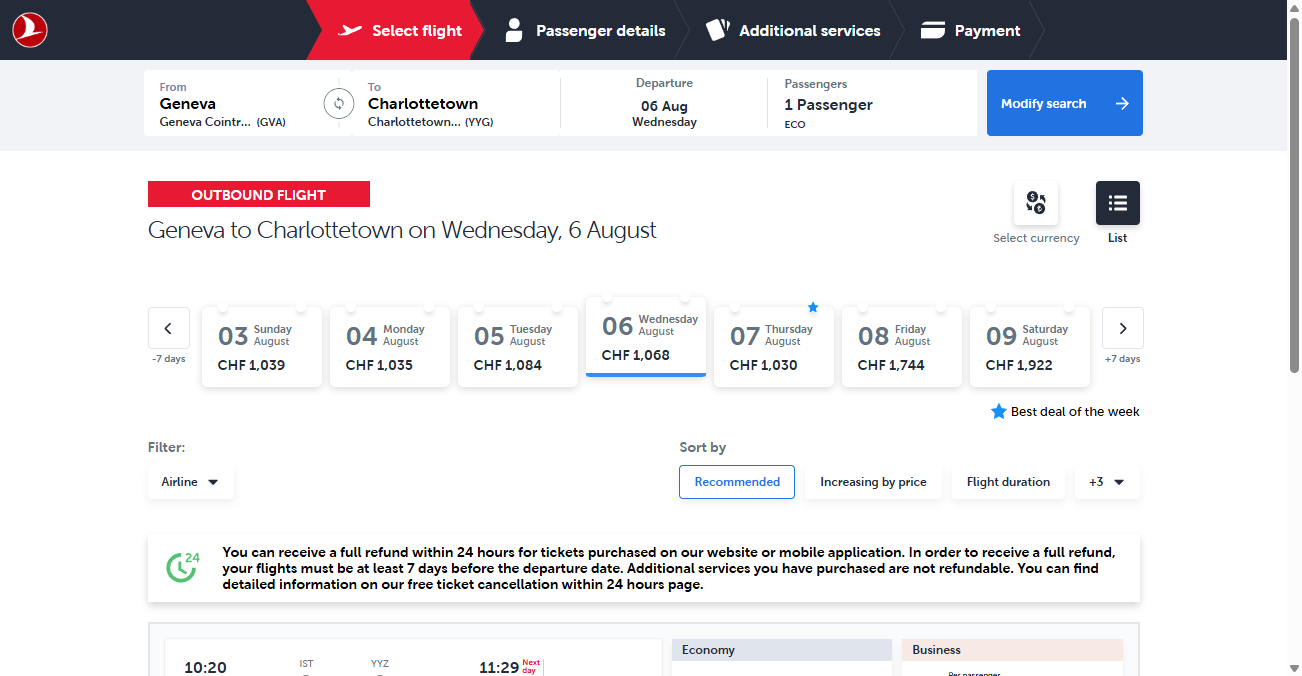 Select flight
Passenger details
Additional services
Payment
From
Geneva
Geneva Cointr... (GVA)
To
Charlottetown
Charlottetown... (YYG)
Departure
06 Aug
Wednesday
Passengers
1 Passenger
ECO
Modify search
OUTBOUND FLIGHT
Geneva to Charlottetown on Wednesday, 6 August
Select currency
List
-7 days
03 Sunday August
CHF 1,039
04 Monday August
CHF 1,035
05 Tuesday August
CHF 1,084
06 Wednesday August
CHF 1,068
07 Thursday August
CHF 1,030
08 Friday August
CHF 1,744
09 Saturday August
CHF 1,922
+7 days
Best deal of the week
Filter:
Airline
Sort by
Recommended
Increasing by price
Flight duration
+3
24
You can receive a full refund within 24 hours for tickets purchased on our website or mobile application. In order to receive a full refund,
your flights must be at least 7 days before the departure date. Additional services you have purchased are not refundable. You can find
detailed information on our free ticket cancellation within 24 hours page.
10:20
IST
YYZ
11:29 Next day
Economy
Business
Per passenger